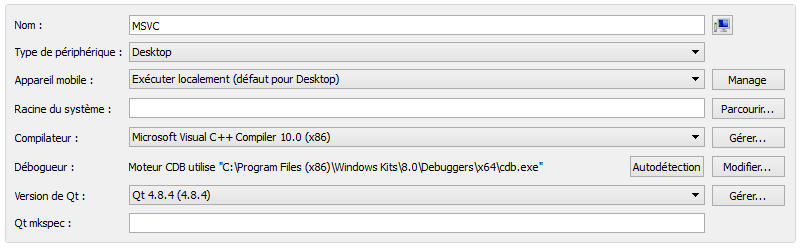 Nom : MSVC
Type de périphérique : Desktop
Appareil mobile : Exécuter localement (défaut pour Desktop) Manage
Racine du système : Parcourir...
Compilateur : Microsoft Visual C++ Compiler 10.0 (x86) Gérer...
Débogueur : Moteur CDB utilise "C:\Program Files (x86)\Windows Kits\8.0\Debuggers\x64\cdb.exe" Autodétection Modifier...
Version de Qt : Qt 4.8.4 (4.8.4) Gérer...
Qt mkspec :